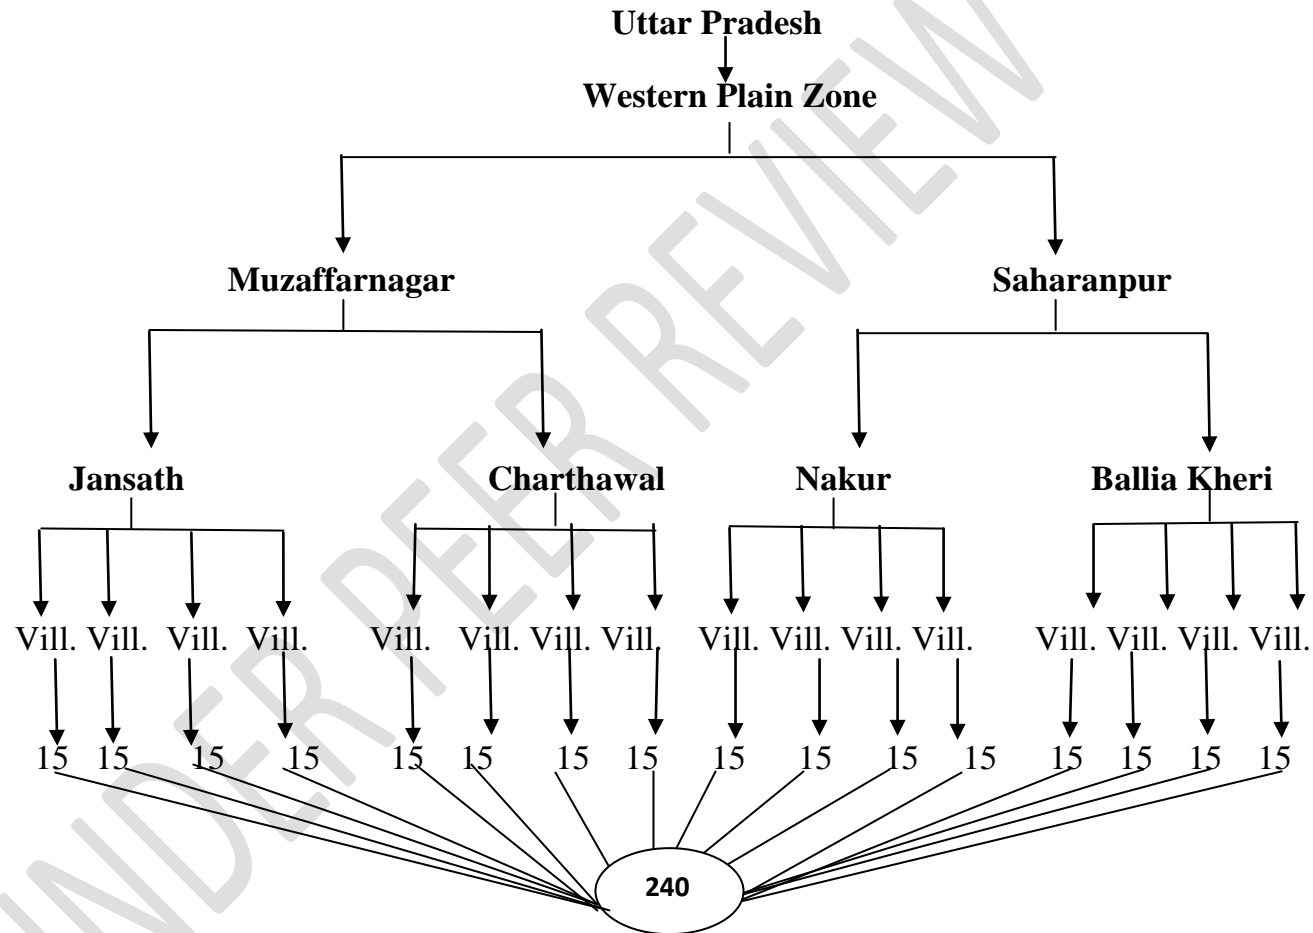 Uttar Pradesh
Western Plain Zone
Muzaffarnagar Saharanpur
Jansath Charthawal Nakur Ballia Kheri
Vill. Vill. Vill. Vill. Vill. Vill. Vill. Vill. Vill. Vill. Vill. Vill. Vill. Vill. Vill. Vill.
15 15 15 15 15 15 15 15 15 15 15 15 15 15 15 15
240
UNDER PEER REVIEW